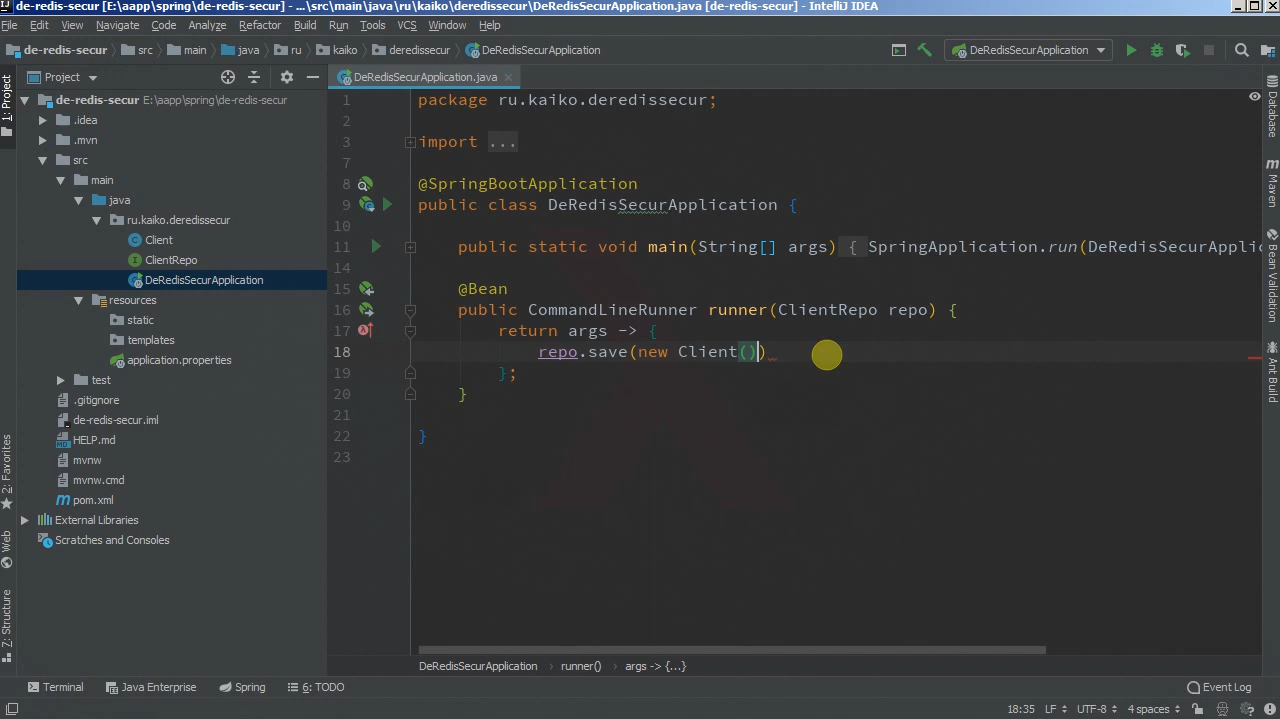 de-redis-secur [E:\aapp\spring\de-redis-secur] - ...\src\main\java\ru\kaiko\deredissecur\DeRedisSecurApplication.java [de-redis-secur] - IntelliJ IDEA
File Edit View Navigate Code Analyze Refactor Build Run Tools VCS Window Help
de-redis-secur src main java ru kaiko deredissecur DeRedisSecurApplication
DeRedisSecurApplication
Project
DeRedisSecurApplication.java
1: Project
2: Favorites
Web
7: Structure
de-redis-secur E:\aapp\spring\de-redis-secur
.idea
.mvn
src
main
java
ru.kaiko.deredissecur
Client
ClientRepo
DeRedisSecurApplication
resources
static
templates
application.properties
test
.gitignore
de-redis-secur.iml
HELP.md
mvnw
mvnw.cmd
pom.xml
External Libraries
Scratches and Consoles
1 package ru.kaiko.deredissecur;
2
3 import ...
7
8 @SpringBootApplication
9 public class DeRedisSecurApplication {
10
11 public static void main(String[] args) { SpringApplication.run(DeRedisSecurApplic
14
15 @Bean
16 public CommandLineRunner runner(ClientRepo repo) {
17 return args -> {
18 repo.save(new Client())
19 };
20 }
21
22 }
23
Database
Maven
Bean Validation
Ant Build
DeRedisSecurApplication runner() args -> {...}
Terminal Java Enterprise Spring 6: TODO Event Log
18:35 LF UTF-8 4 spaces